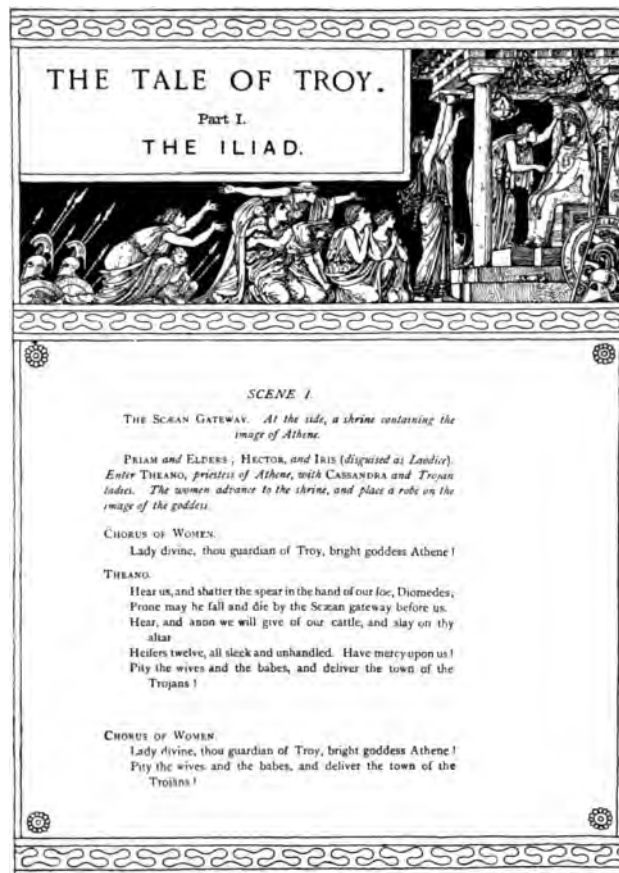 THE TALE OF TROY.
Part I.
THE ILIAD.
SCENE I.
THE SCÆAN GATEWAY. At the side, a shrine containing the
image of Athene.
PRIAM and ELDERS, HECTOR, and IRIS (disguised as Laodice).
Enter THEANO, priestess of Athene, with CASSANDRA and Trojan
ladies. The women advance to the shrine, and place a robe on the
image of the goddess.
CHORUS OF WOMEN.
Lady divine, thou guardian of Troy, bright goddess Athene!
THEANO.
Hear us, and shatter the spear in the hand of our foe, Diomedes,
Prone may he fall and die by the Scæan gateway before us.
Hear, and anon we will give of our cattle, and slay on thy
altar
Heifers twelve, all sleek and unhandled. Have mercy upon us!
Pity the wives and the babes, and deliver the town of the
Trojans!
CHORUS OF WOMEN.
Lady divine, thou guardian of Troy, bright goddess Athene!
Pity the wives and the babes, and deliver the town of the
Trojans!